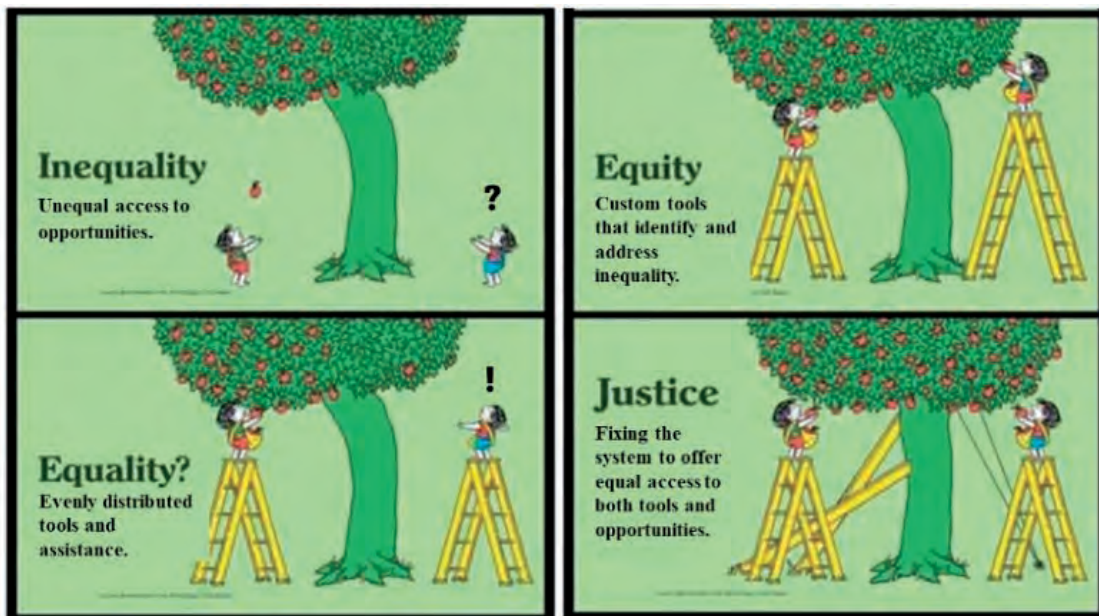 Inequality
Unequal access to
opportunities.
?
Equality?
Evenly distributed
tools and
assistance.
!
Equity
Custom tools
that identify and
address
inequality.
Justice
Fixing the
system to offer
equal access to
both tools and
opportunities.